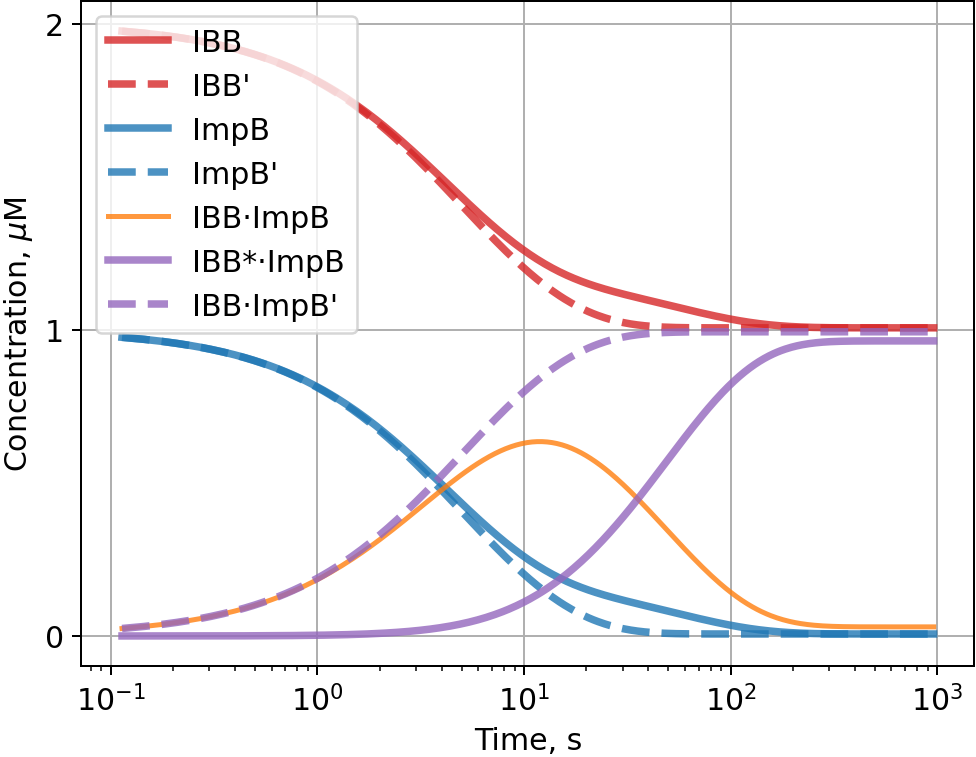 2
1
0
Concentration, μM
IBB
IBB'
ImpB
ImpB'
IBB·ImpB
IBB*·ImpB
IBB·ImpB'
10⁻¹
10⁰
10¹
10²
10³
Time, s